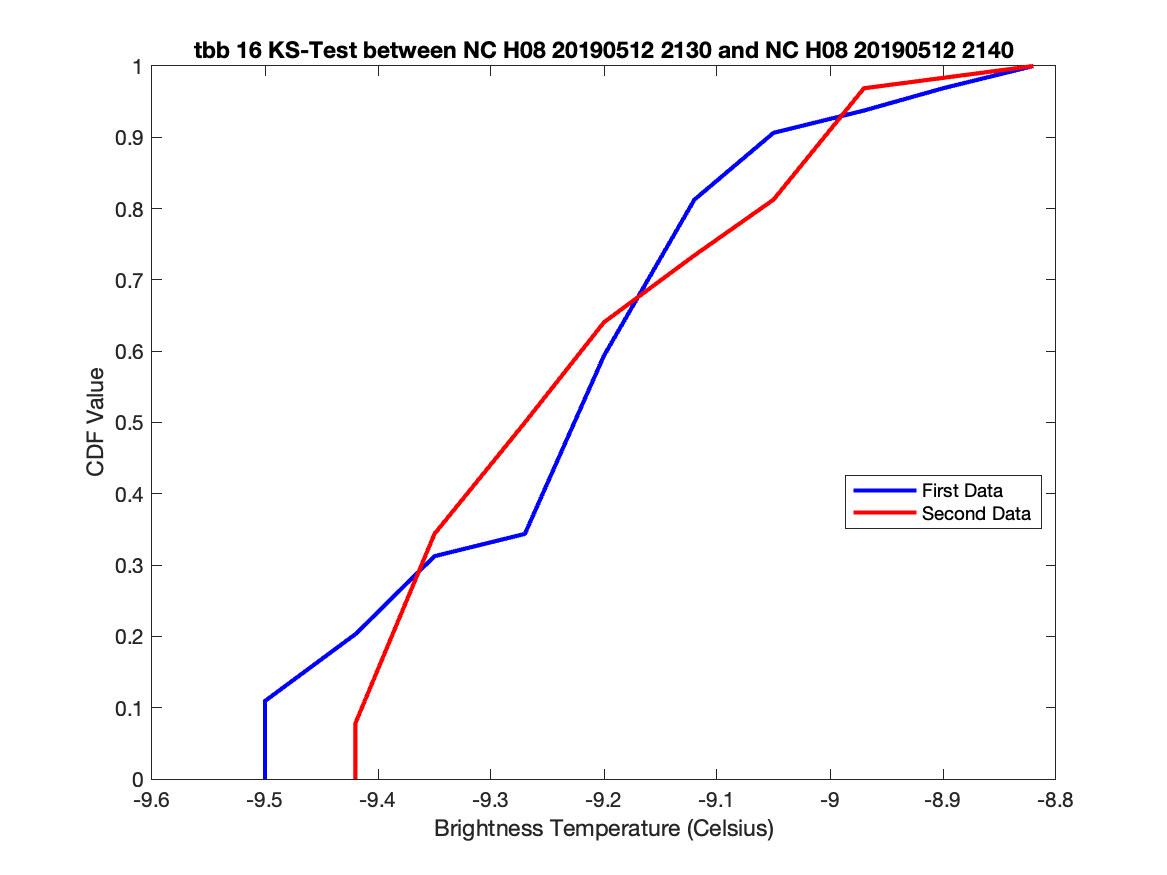 tbb 16 KS-Test between NC H08 20190512 2130 and NC H08 20190512 2140
1
0.9
0.8
0.7
0.6
0.5
0.4
0.3
0.2
0.1
0
CDF Value
First Data
Second Data
-9.6 -9.5 -9.4 -9.3 -9.2 -9.1 -9 -8.9 -8.8
Brightness Temperature (Celsius)